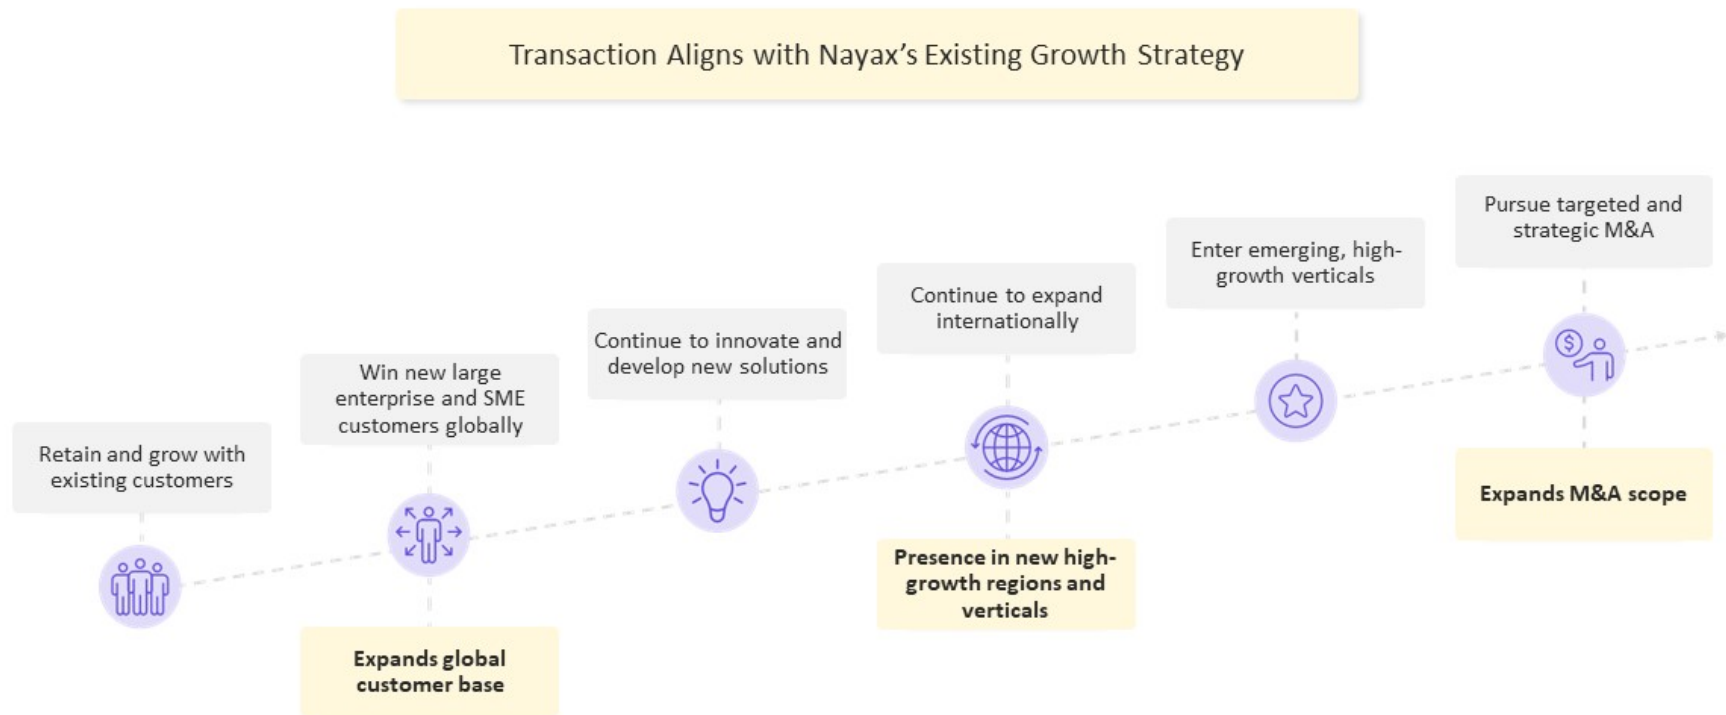 Transaction Aligns with Nayax’s Existing Growth Strategy
Retain and grow with
existing customers
Win new large
enterprise and SME
customers globally
Expands global
customer base
Continue to innovate and
develop new solutions
Continue to expand
internationally
Presence in new high-
growth regions and
verticals
Enter emerging, high-
growth verticals
Pursue targeted and
strategic M&A
$
Expands M&A scope